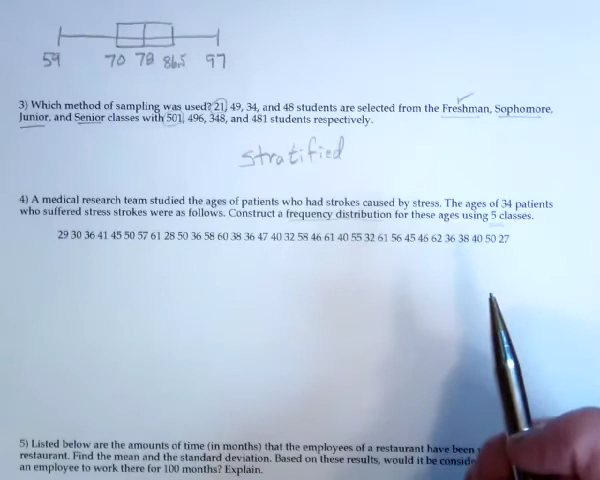 59 70 78 86.5 97
3) Which method of sampling was used? 21, 49, 34, and 48 students are selected from the Freshman, Sophomore,
Junior, and Senior classes with 501, 496, 348, and 481 students respectively.
stratified
4) A medical research team studied the ages of patients who had strokes caused by stress. The ages of 34 patients
who suffered stress strokes were as follows. Construct a frequency distribution for these ages using 5 classes.
29 30 36 41 45 50 57 61 28 50 36 58 60 38 36 47 40 32 58 46 61 40 55 32 61 56 45 46 62 36 38 40 50 27
5) Listed below are the amounts of time (in months) that the employees of a restaurant have been
restaurant. Find the mean and the standard deviation. Based on these results, would it be
an employee to work there for 100 months? Explain.